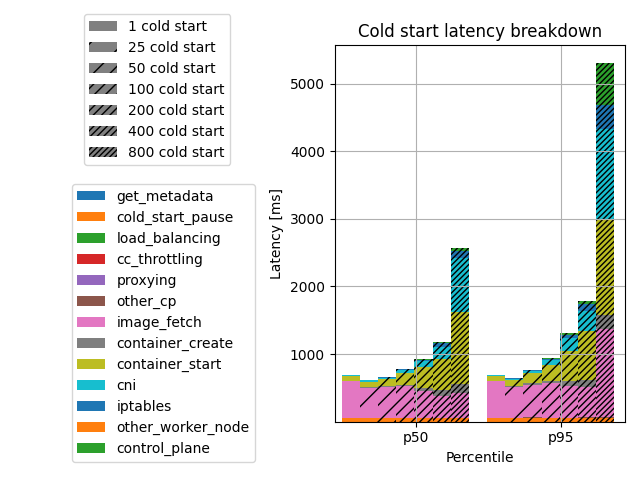 1 cold start
25 cold start
50 cold start
100 cold start
200 cold start
400 cold start
800 cold start
get_metadata
cold_start_pause
load_balancing
cc_throttling
proxying
other_cp
image_fetch
container_create
container_start
cni
iptables
other_worker_node
control_plane
Cold start latency breakdown
Latency [ms]
5000
4000
3000
2000
1000
p50
p95
Percentile